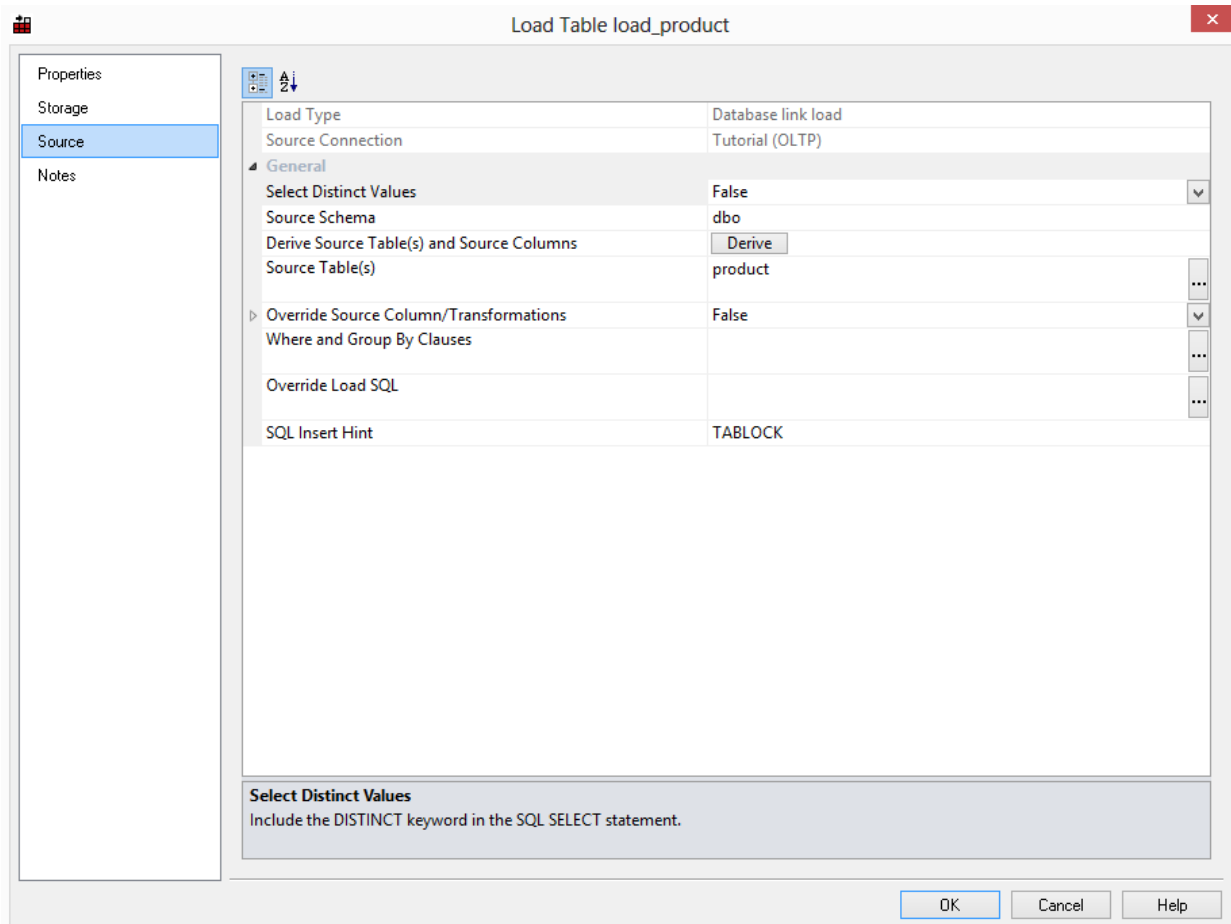 Load Table load_product
Properties
Storage
Source
Notes
Load Type Database link load
Source Connection Tutorial (OLTP)
General
Select Distinct Values False
Source Schema dbo
Derive Source Table(s) and Source Columns Derive
Source Table(s) product
...
Override Source Column/Transformations False
Where and Group By Clauses
...
Override Load SQL
...
SQL Insert Hint TABLOCK
Select Distinct Values
Include the DISTINCT keyword in the SQL SELECT statement.
OK Cancel Help